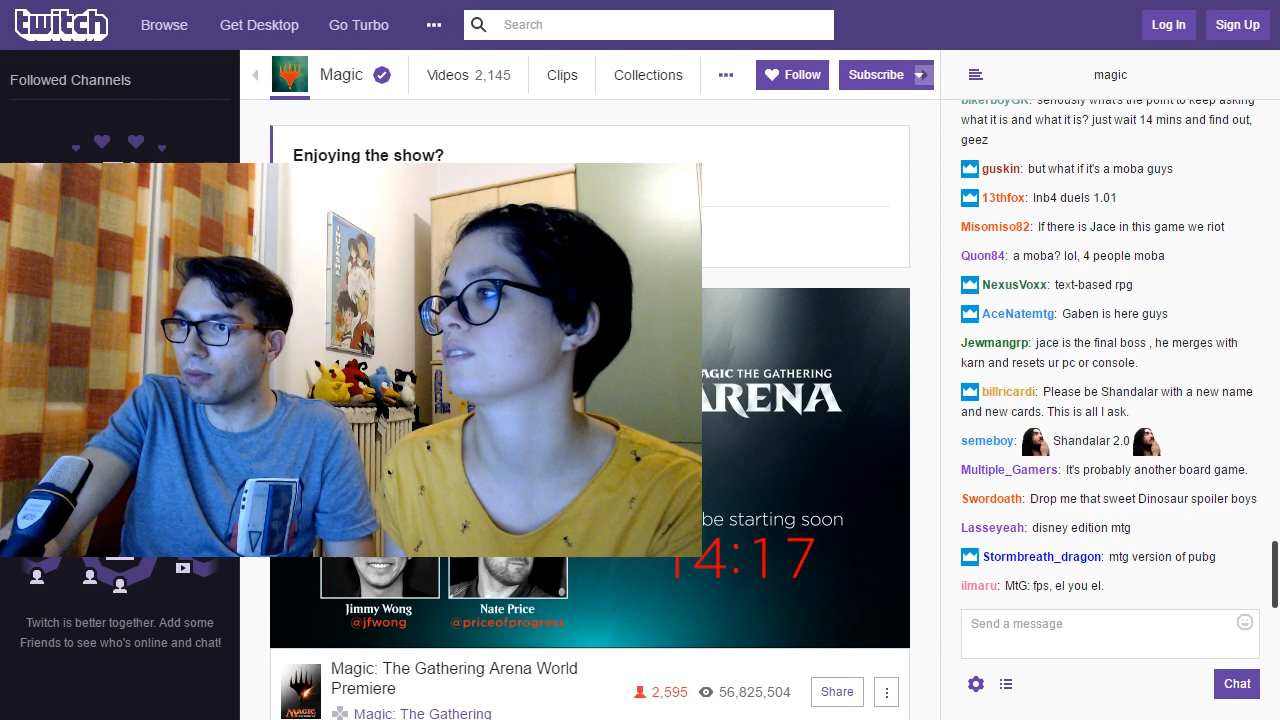 twitch
Browse
Get Desktop
Go Turbo
Search
Log In
Sign Up
Followed Channels
Magic
Videos 2,145
Clips
Collections
Follow
Subscribe
magic
Enjoying the show?
INUYASHA
MAGIC THE GATHERING
ARENA
be starting soon
14:17
Jimmy Wong
@jfwong
Nate Price
@priceofprogress
Twitch is better together. Add some
Friends to see who's online and chat!
MAGIC
Magic: The Gathering Arena World
Premiere
Magic: The Gathering
2,595
56,825,504
Share
bikerboyGR: seriously what's the point to keep asking
what it is and what it is? just wait 14 mins and find out,
geez
guskin: but what if it's a moba guys
13thfox: Inb4 duels 1.01
Misomiso82: If there is Jace in this game we riot
Quon84: a moba? lol, 4 people moba
NexusVoxx: text-based rpg
AceNatemtg: Gaben is here guys
Jewmangrp: jace is the final boss , he merges with
karn and resets ur pc or console.
billricardi: Please be Shandalar with a new name
and new cards. This is all I ask.
semeboy: Shandalar 2.0
Multiple_Gamers: It's probably another board game.
Swordoath: Drop me that sweet Dinosaur spoiler boys
Lasseyeah: disney edition mtg
Stormbreath_dragon: mtg version of pubg
ilmaru: MtG: fps, el you el.
Send a message
Chat